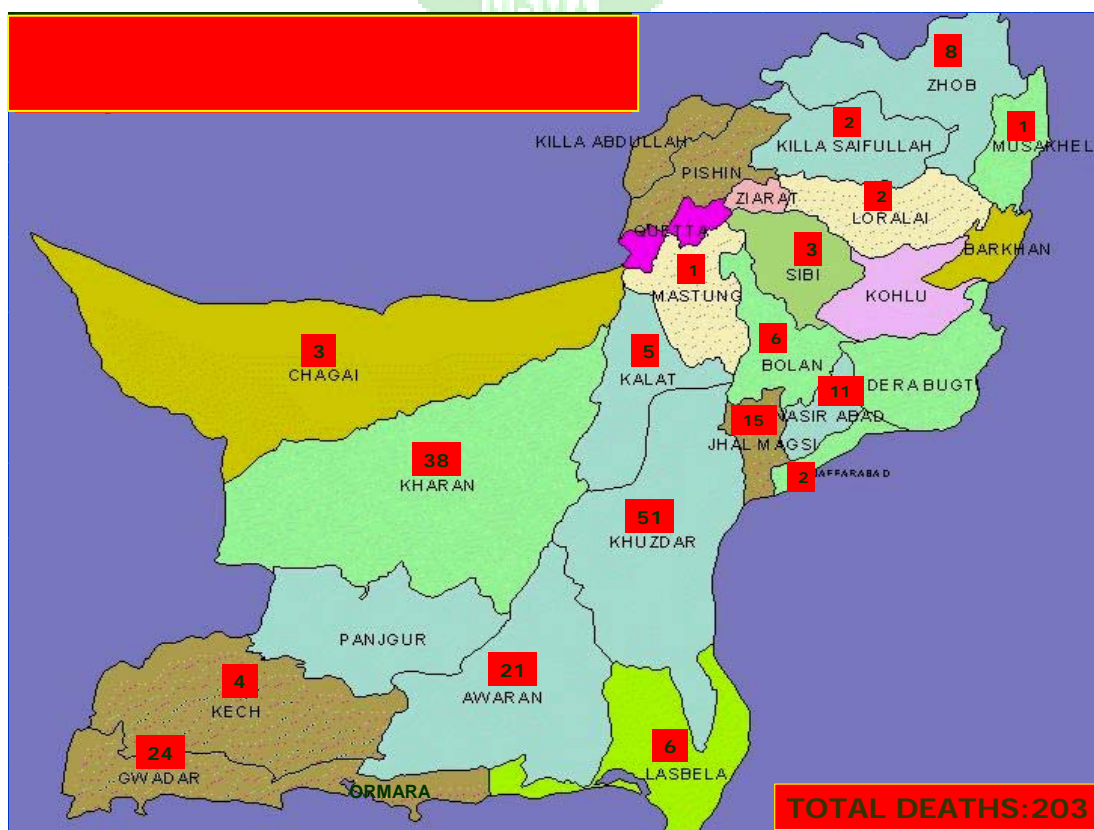 8
ZHOB
1
MUSAKHEL
2
KILLA SAIFULLAH
KILLA ABDULLAH
PISHIN
ZIARAT
2
LORALAI
QUETTA
BARKHAN
3
SIBI
1
MASTUNG
KOHLU
6
BOLAN
3
CHAGAI
5
KALAT
DERABUGTI
11
NASIR ABAD
15
JHAL MAGSI
38
KHARAN
2
JAFFARABAD
51
KHUZDAR
PANJGUR
21
AWARAN
4
KECH
24
GWADAR
ORMARA
6
LASBELA
TOTAL DEATHS:203